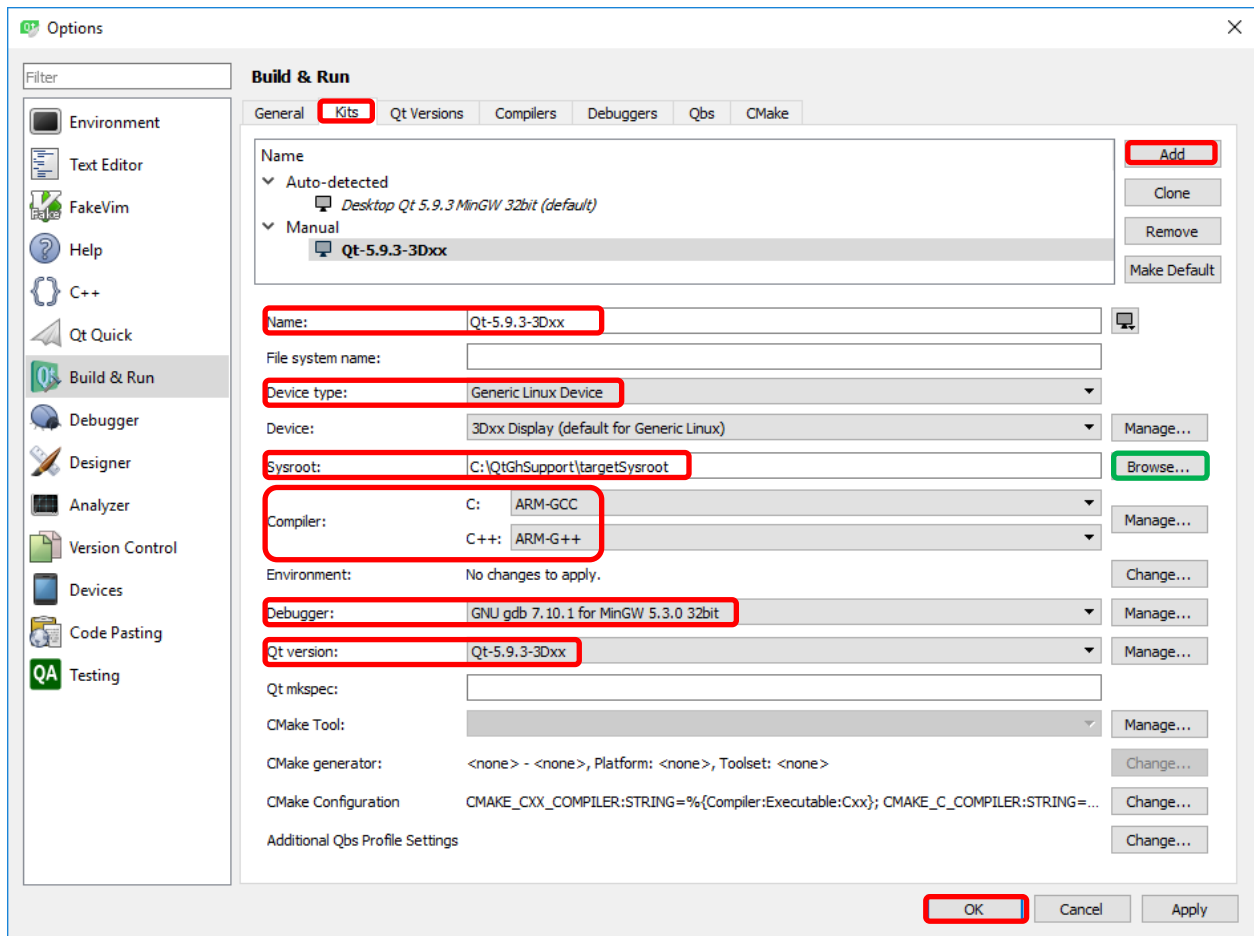 Options
Filter
Environment
Text Editor
FakeVim
Help
C++
Qt Quick
Build & Run
Debugger
Designer
Analyzer
Version Control
Devices
Code Pasting
QA Testing
Build & Run
General Kits Qt Versions Compilers Debuggers Qbs CMake
Name
Auto-detected
Desktop Qt 5.9.3 MinGW 32bit (default)
Manual
Qt-5.9.3-3Dxx
Add
Clone
Remove
Make Default
Name: Qt-5.9.3-3Dxx
File system name:
Device type: Generic Linux Device
Device: 3Dxx Display (default for Generic Linux) Manage...
Sysroot: C:\QtGhSupport\targetSysroot Browse...
Compiler: C: ARM-GCC Manage...
C++: ARM-G++
Environment: No changes to apply. Change...
Debugger: GNU gdb 7.10.1 for MinGW 5.3.0 32bit Manage...
Qt version: Qt-5.9.3-3Dxx Manage...
Qt mkspec:
CMake Tool: Manage...
CMake generator: <none> - <none>, Platform: <none>, Toolset: <none> Change...
CMake Configuration CMAKE_CXX_COMPILER:STRING=%{Compiler:Executable:Cxx}; CMAKE_C_COMPILER:STRING=... Change...
Additional Qbs Profile Settings Change...
OK Cancel Apply